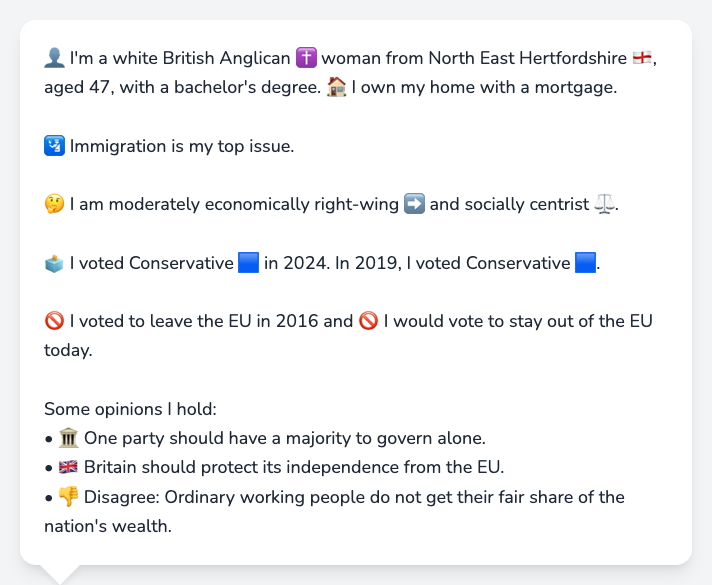 👤 I'm a white British Anglican ✝️ woman from North East Hertfordshire 🏴󠁧󠁢󠁥󠁮󠁧󠁿,
aged 47, with a bachelor's degree. 🏠 I own my home with a mortgage.
🛂 Immigration is my top issue.
🤔 I am moderately economically right-wing ➡️ and socially centrist ⚖️.
🗳️ I voted Conservative 🟦 in 2024. In 2019, I voted Conservative 🟦.
🚫 I voted to leave the EU in 2016 and 🚫 I would vote to stay out of the EU
today.
Some opinions I hold:
• 🏛️ One party should have a majority to govern alone.
• 🇬🇧 Britain should protect its independence from the EU.
• 👎 Disagree: Ordinary working people do not get their fair share of the
nation's wealth.